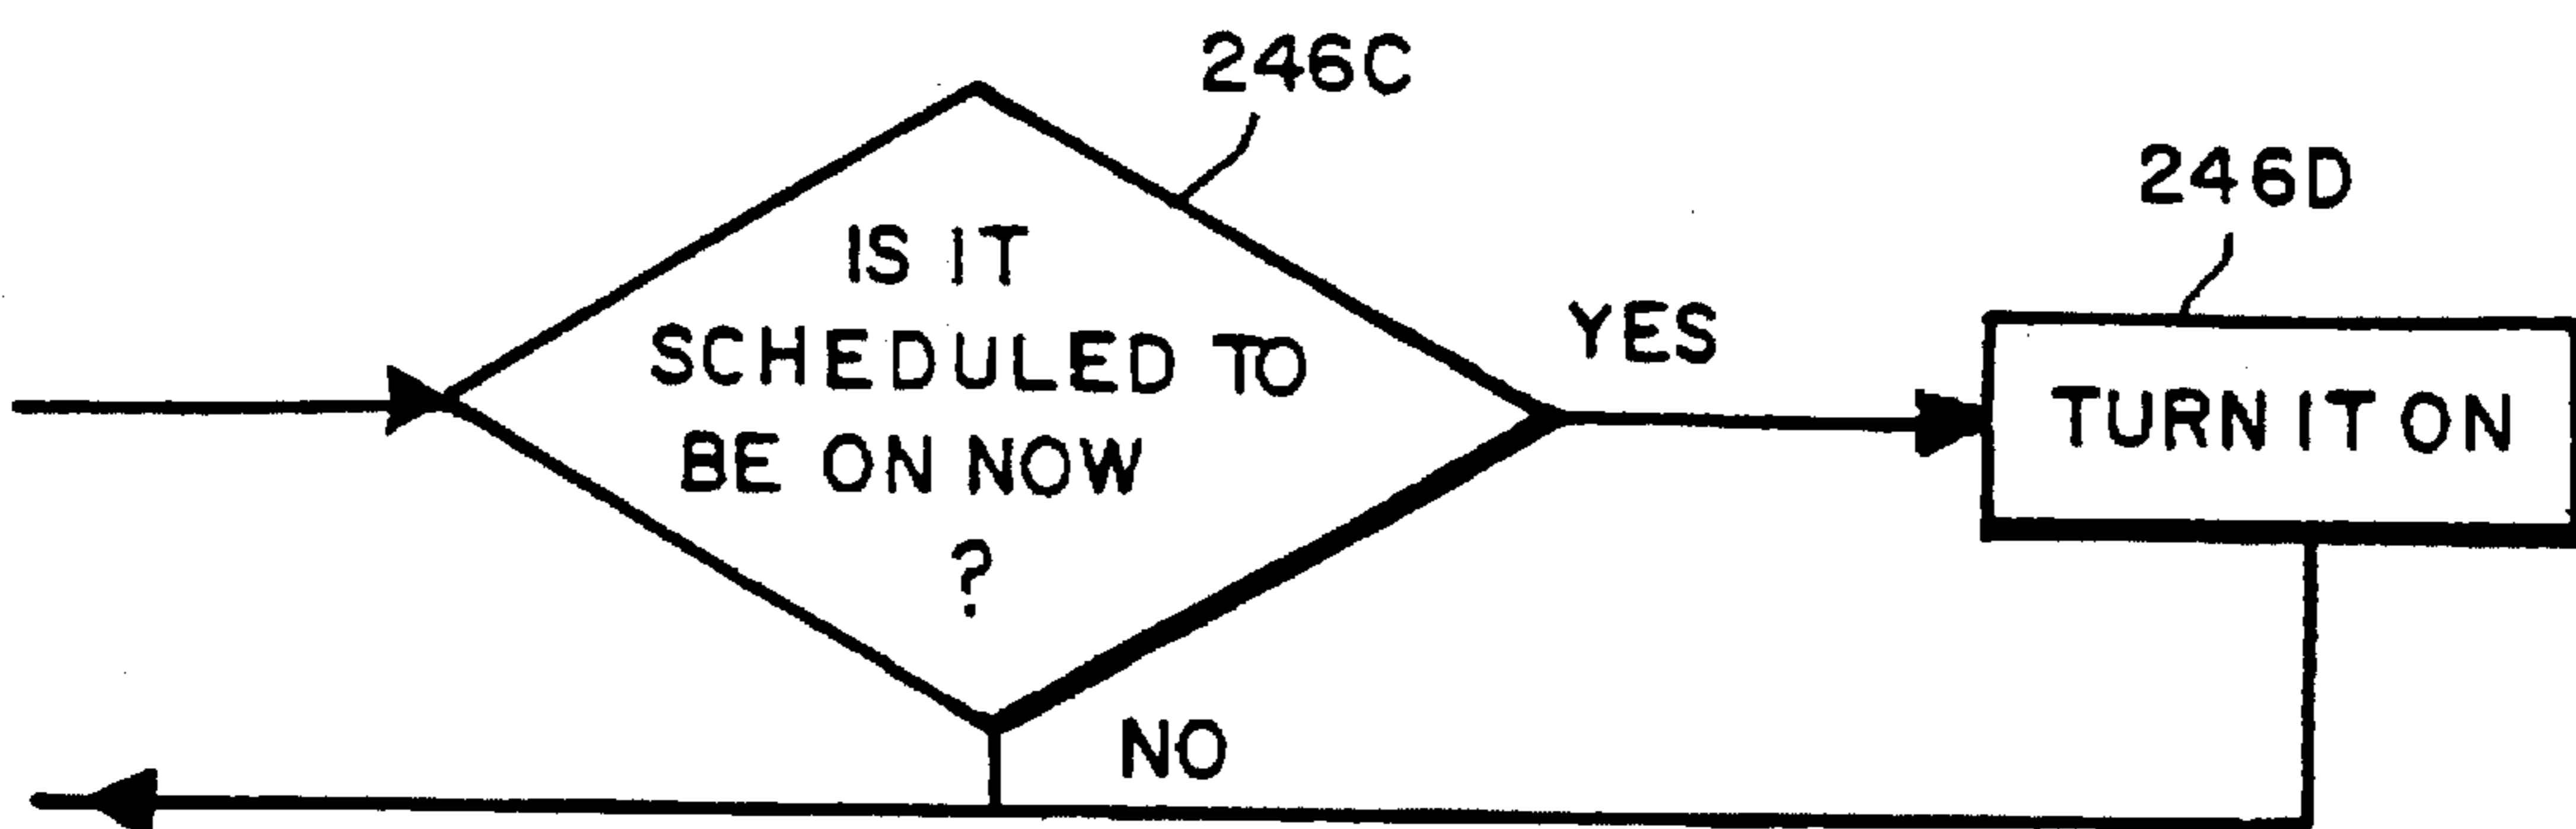 246C
246D
IS IT
SCHEDULED TO
BE ON NOW
?
YES
TURN IT ON
NO